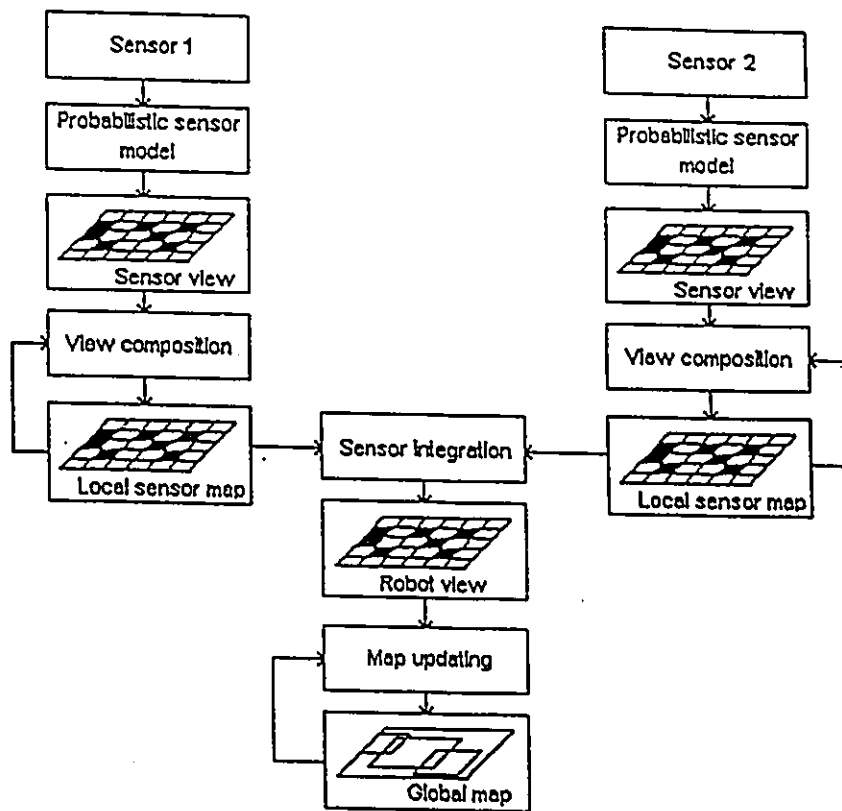 Sensor 1
Probabilistic sensor
model
Sensor view
View composition
Local sensor map
Sensor 2
Probabilistic sensor
model
Sensor view
View composition
Local sensor map
Sensor integration
Robot view
Map updating
Global map